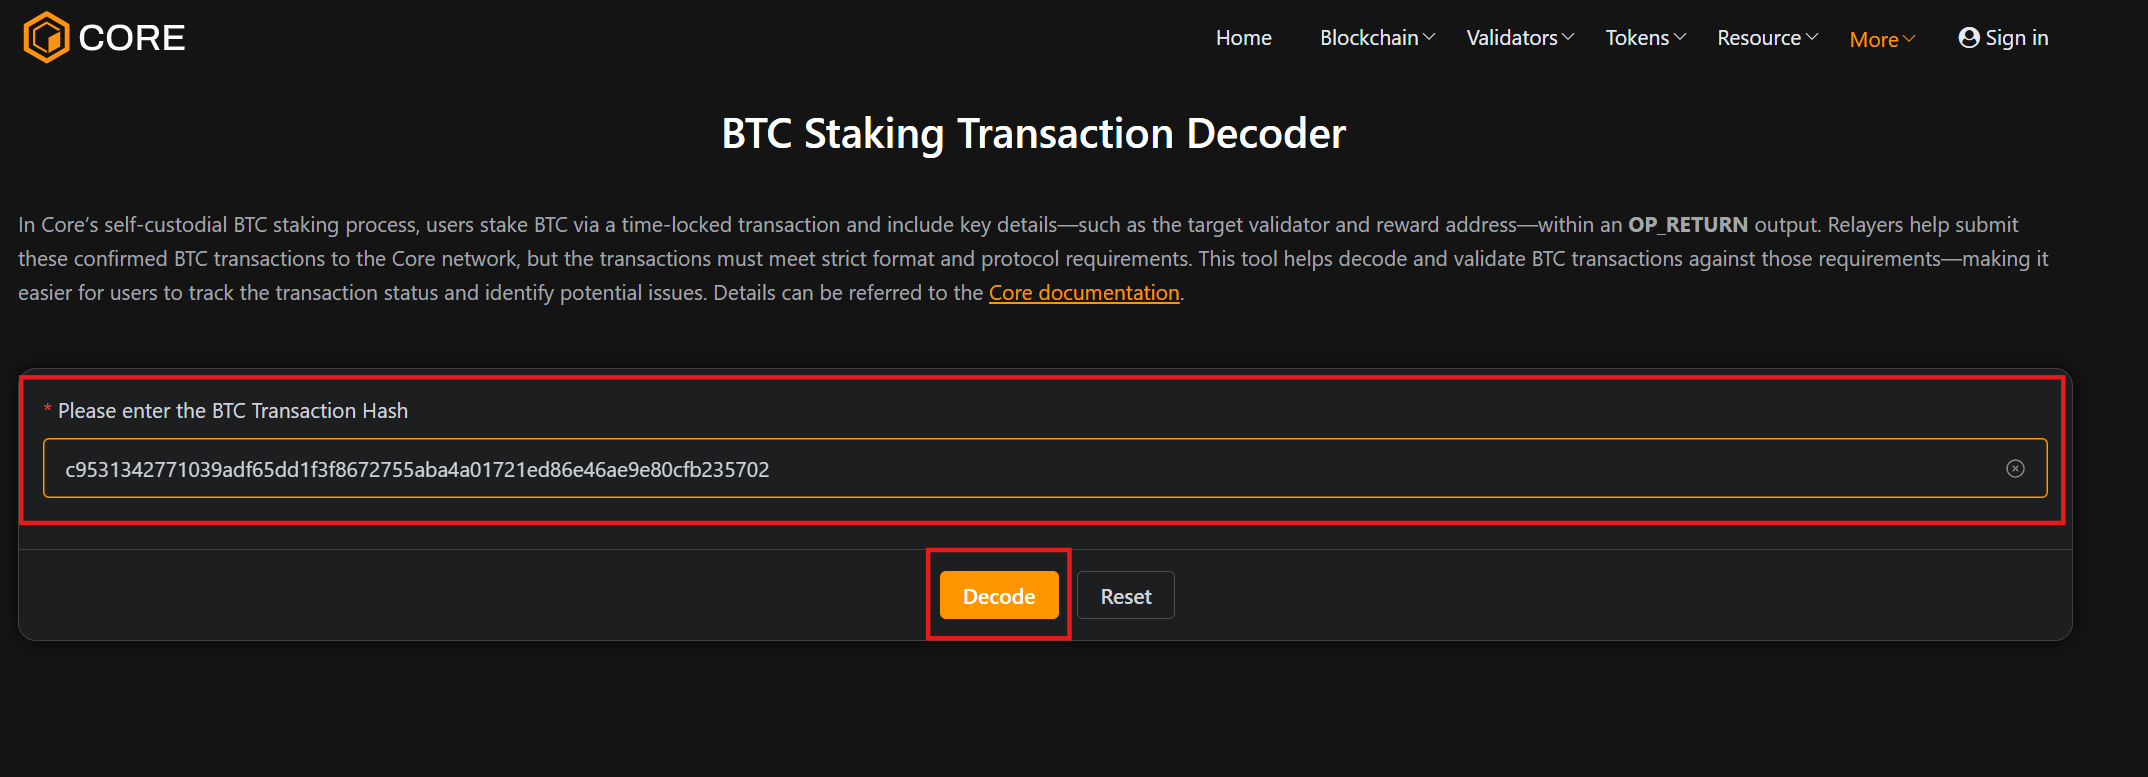 CORE
Home Blockchain Validators Tokens Resource More Sign in
BTC Staking Transaction Decoder
In Core’s self-custodial BTC staking process, users stake BTC via a time-locked transaction and include key details—such as the target validator and reward address—within an OP_RETURN output. Relayers help submit
these confirmed BTC transactions to the Core network, but the transactions must meet strict format and protocol requirements. This tool helps decode and validate BTC transactions against those requirements—making it
easier for users to track the transaction status and identify potential issues. Details can be referred to the Core documentation.
* Please enter the BTC Transaction Hash
c9531342771039adf65dd1f3f8672755aba4a01721ed86e46ae9e80cfb235702
Decode Reset